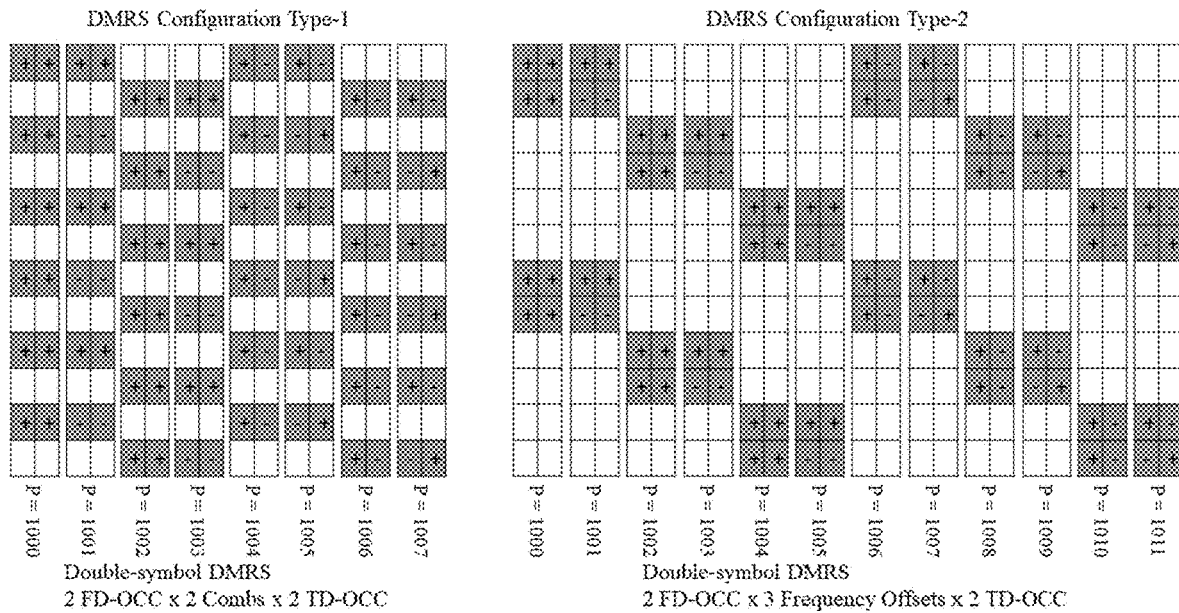 DMRS Configuration Type-1
DMRS Configuration Type-2
P = 1000
P = 1001
P = 1002
P = 1003
P = 1004
P = 1005
P = 1006
P = 1007
P = 1000
P = 1001
P = 1002
P = 1003
P = 1004
P = 1005
P = 1006
P = 1007
P = 1008
P = 1009
P = 1010
P = 1011
Double-symbol DMRS
2 FD-OCC x 2 Combs x 2 TD-OCC
Double-symbol DMRS
2 FD-OCC x 3 Frequency Offsets x 2 TD-OCC